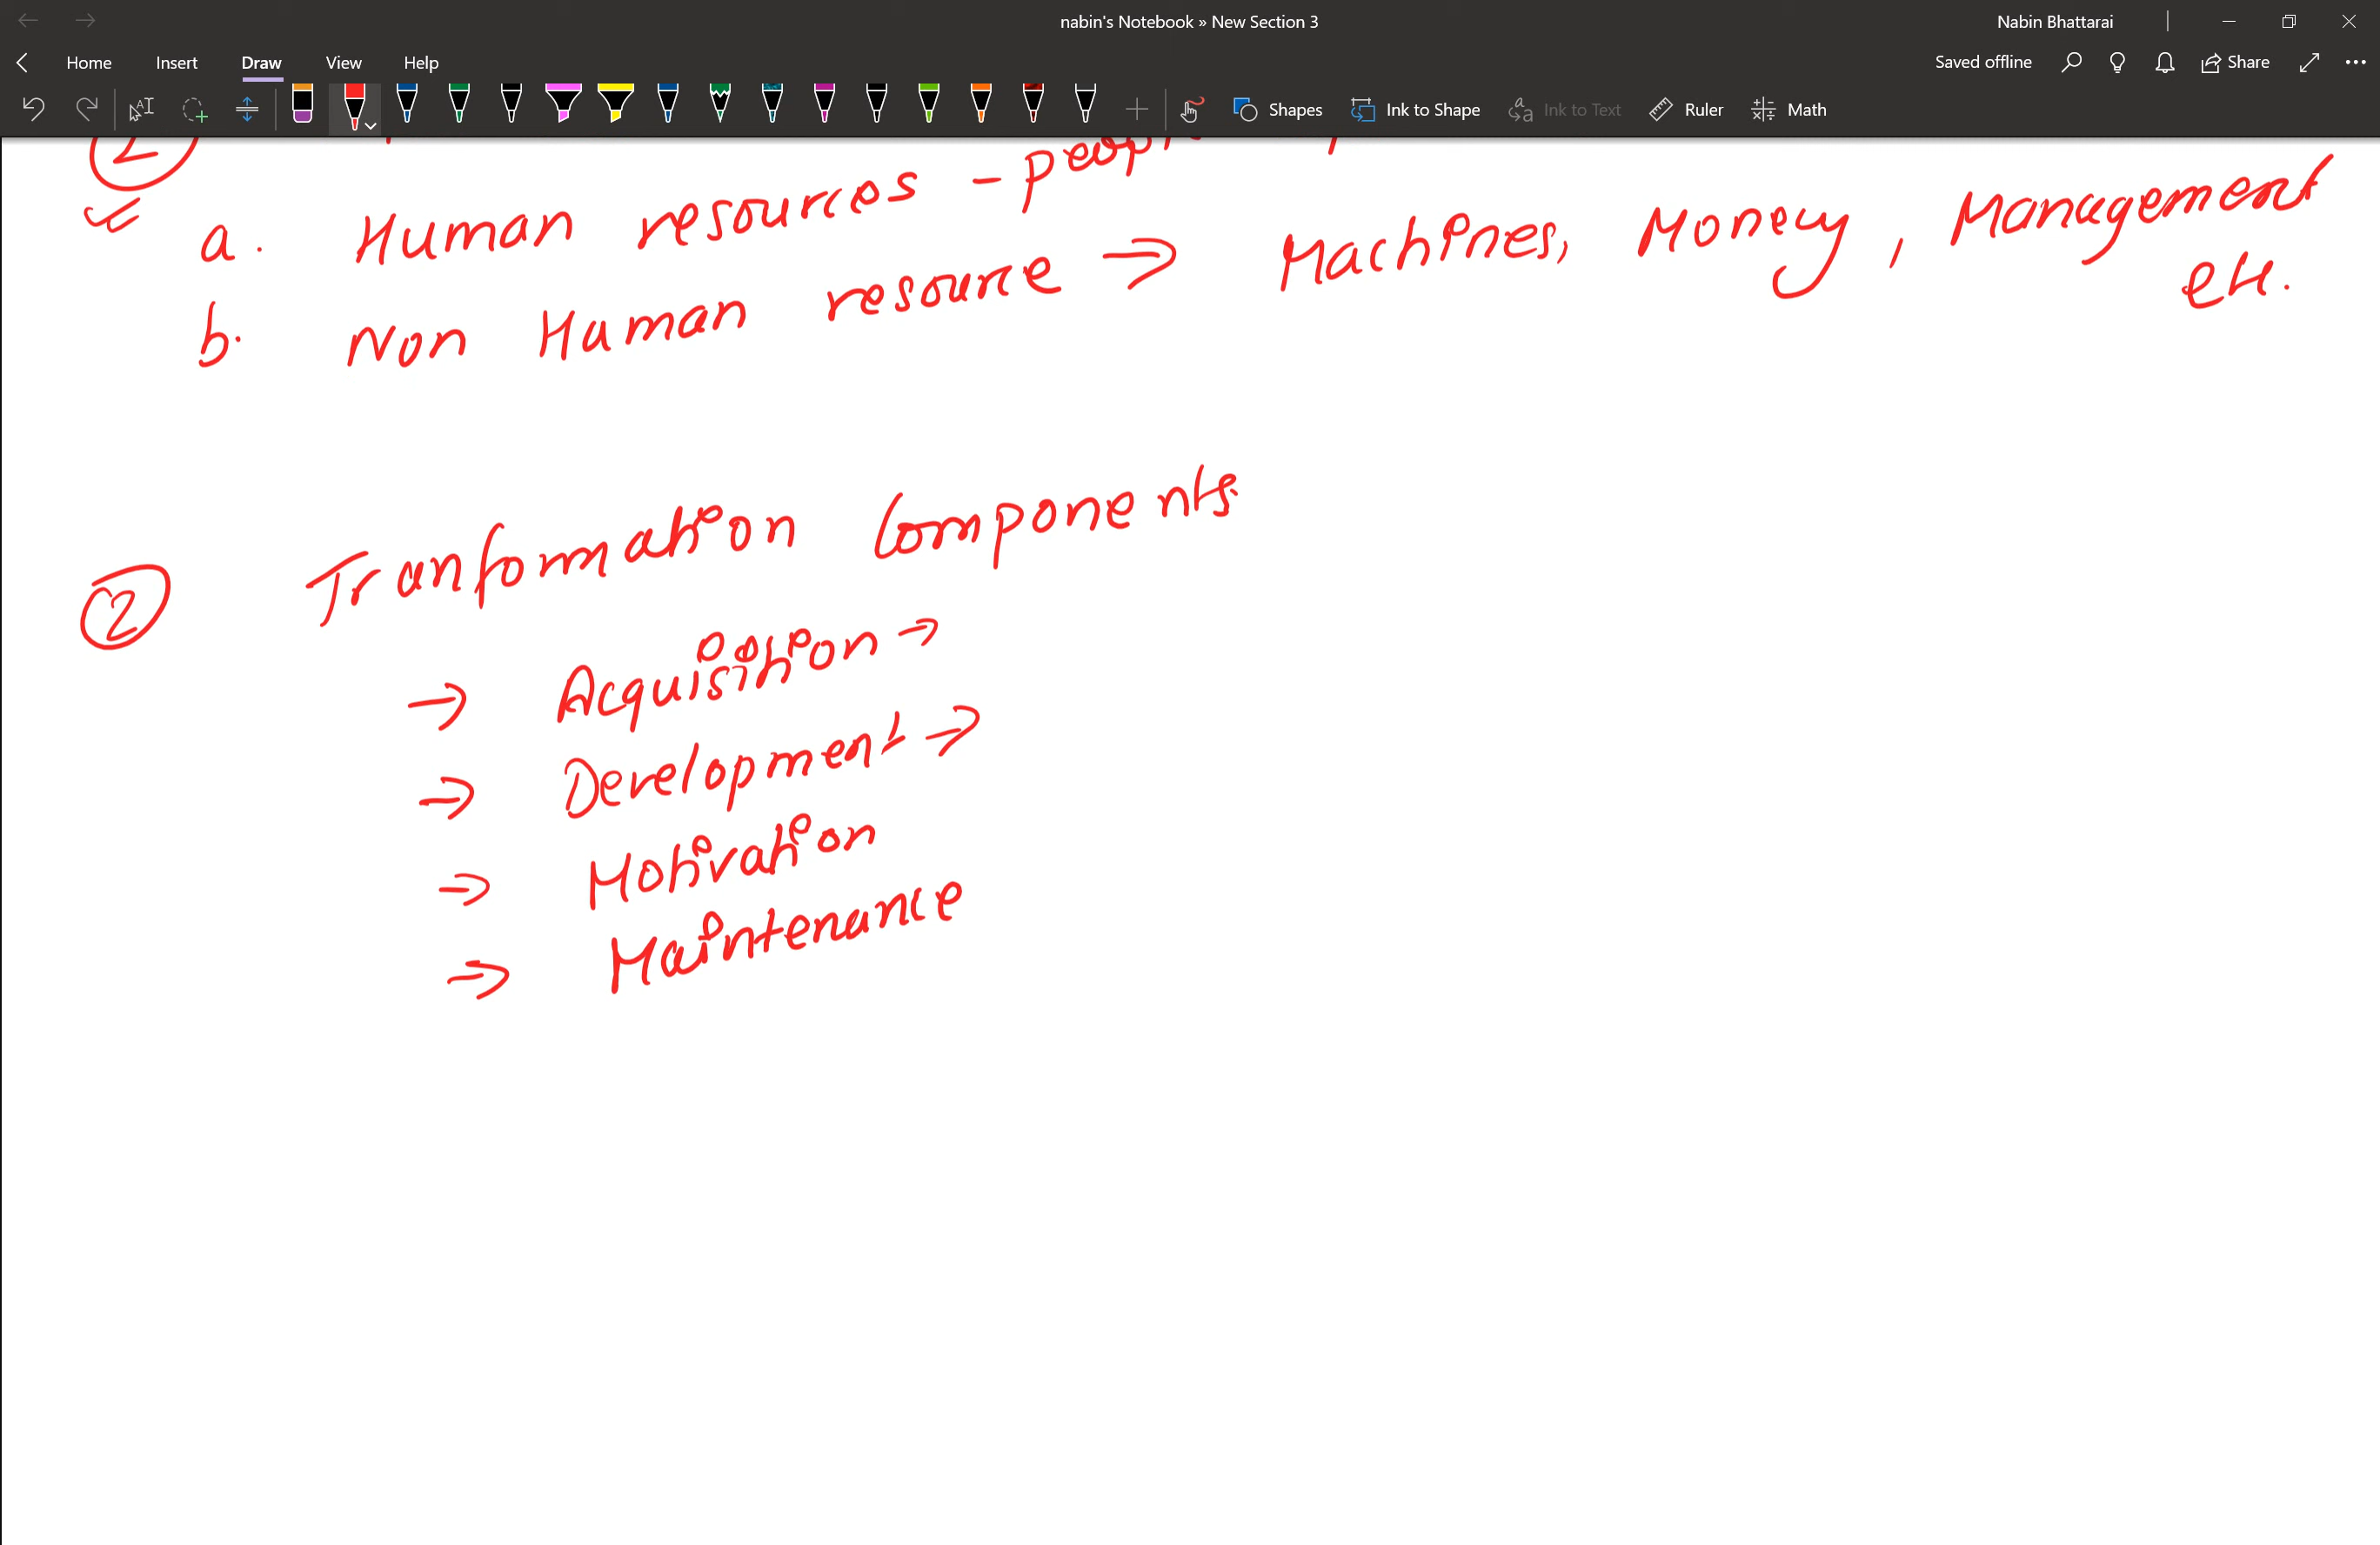 nabin's Notebook » New Section 3
Nabin Bhattarai
Home Insert Draw View Help
Saved offline
Share
Shapes Ink to Shape Ink to Text Ruler Math
a. Human resources - peop
b. Non Human resource ⇒ Machines, Money, Management etc.
② Tranformation Components
→ Acquisition →
→ Development →
→ Motivation
→ Maintenance